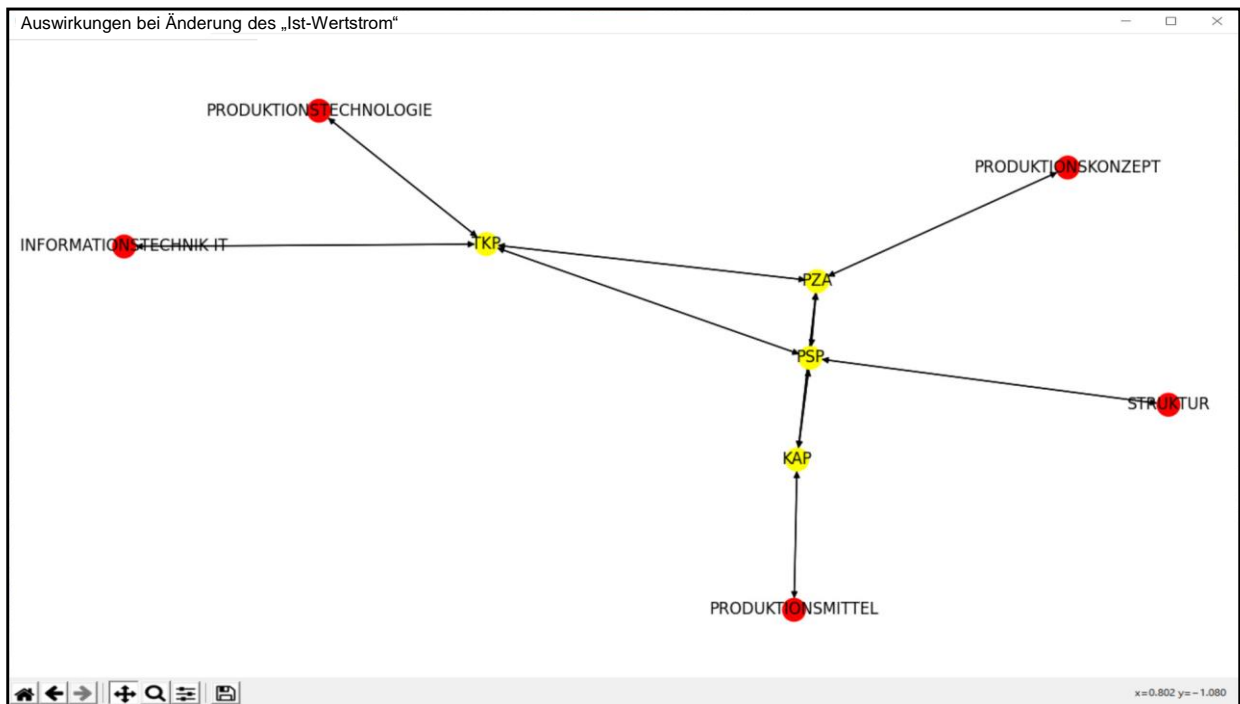 Auswirkungen bei Änderung des „Ist-Wertstrom“
PRODUKTIONSTECHNOLOGIE
PRODUKTIONSKONZEPT
INFORMATIONSTECHNIK IT
TKP
PZA
PSP
STRUKTUR
KAP
PRODUKTIONSMITTEL
x=0.802 y=−1.080